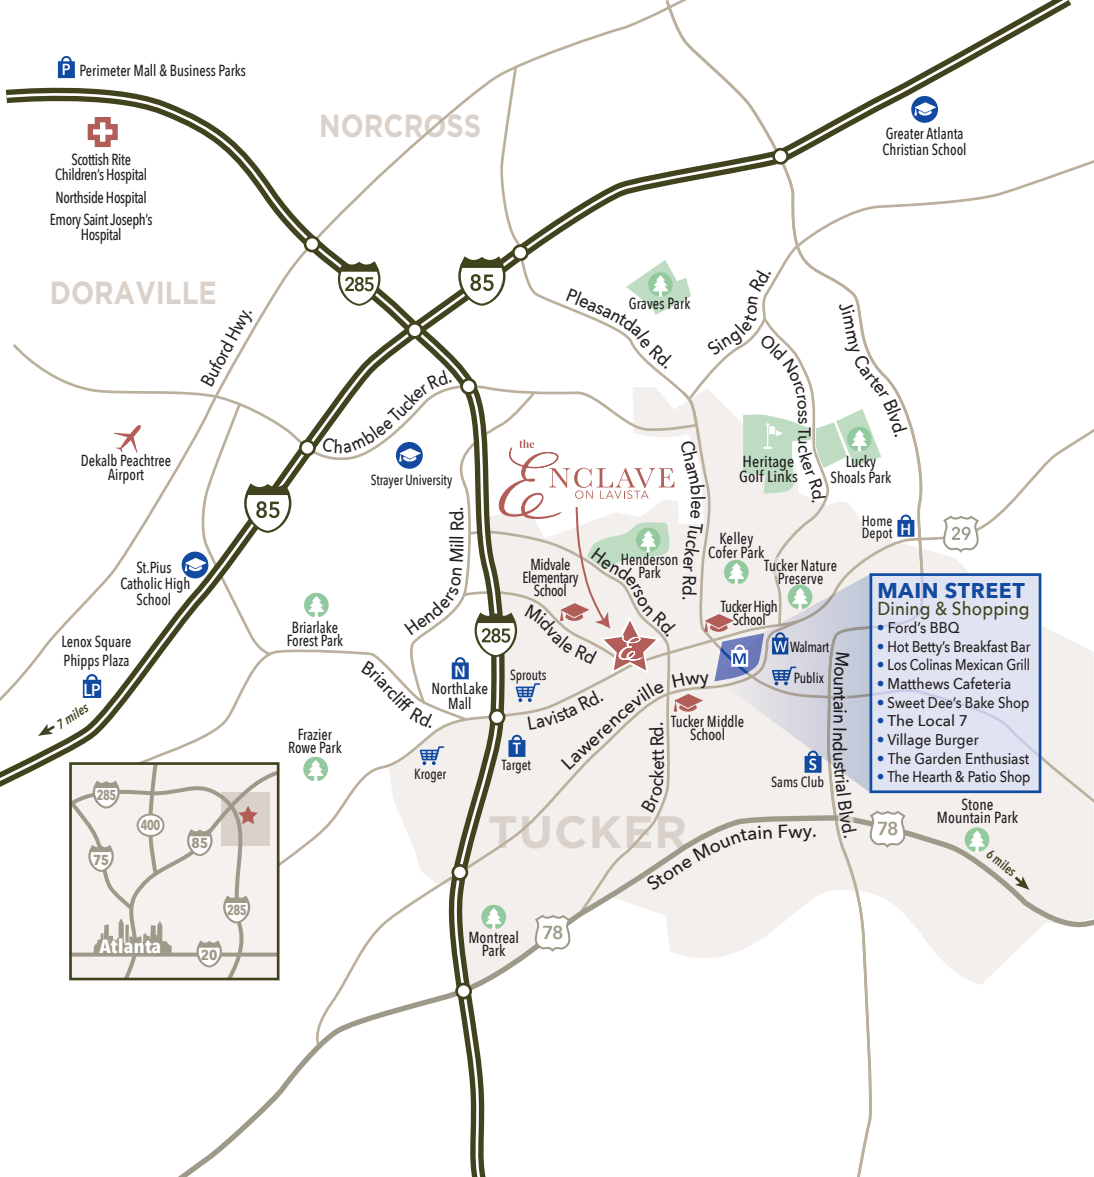 P Perimeter Mall & Business Parks
NORCROSS
Greater Atlanta
Christian School
Scottish Rite
Children's Hospital
Northside Hospital
Emory Saint Joseph's
Hospital
DORAVILLE
285
85
Graves Park
Pleasantdale Rd.
Singleton Rd.
Old Norcross Tucker Rd.
Jimmy Carter Blvd.
Buford Hwy.
Chamblee Tucker Rd.
Dekalb Peachtree
Airport
Strayer University
the
ENCLAVE
ON LAVISTA
Chamblee Tucker Rd.
Heritage
Golf Links
Lucky
Shoals Park
85
Home
Depot
H
29
Henderson Mill Rd.
Henderson
Park
Henderson Rd.
Kelley
Cofer Park
Tucker Nature
Preserve
Midvale
Elementary
School
Midvale Rd
St.Pius
Catholic High
School
Briarlake
Forest Park
285
Tucker High
School
E
M
W Walmart
Publix
MAIN STREET
Dining & Shopping
• Ford's BBQ
• Hot Betty's Breakfast Bar
• Los Colinas Mexican Grill
• Matthews Cafeteria
• Sweet Dee's Bake Shop
• The Local 7
• Village Burger
• The Garden Enthusiast
• The Hearth & Patio Shop
Lenox Square
Phipps Plaza
LP
7 miles
Briarcliff Rd.
N
NorthLake
Mall
Sprouts
Lavista Rd.
Lawerenceville Hwy
Tucker Middle
School
Mountain Industrial Blvd.
Brockett Rd.
Frazier
Rowe Park
Kroger
T
Target
S
Sams Club
TUCKER
Stone Mountain Fwy.
78
Stone
Mountain Park
6 miles
285
400
85
75
285
Atlanta
20
Montreal
Park
78